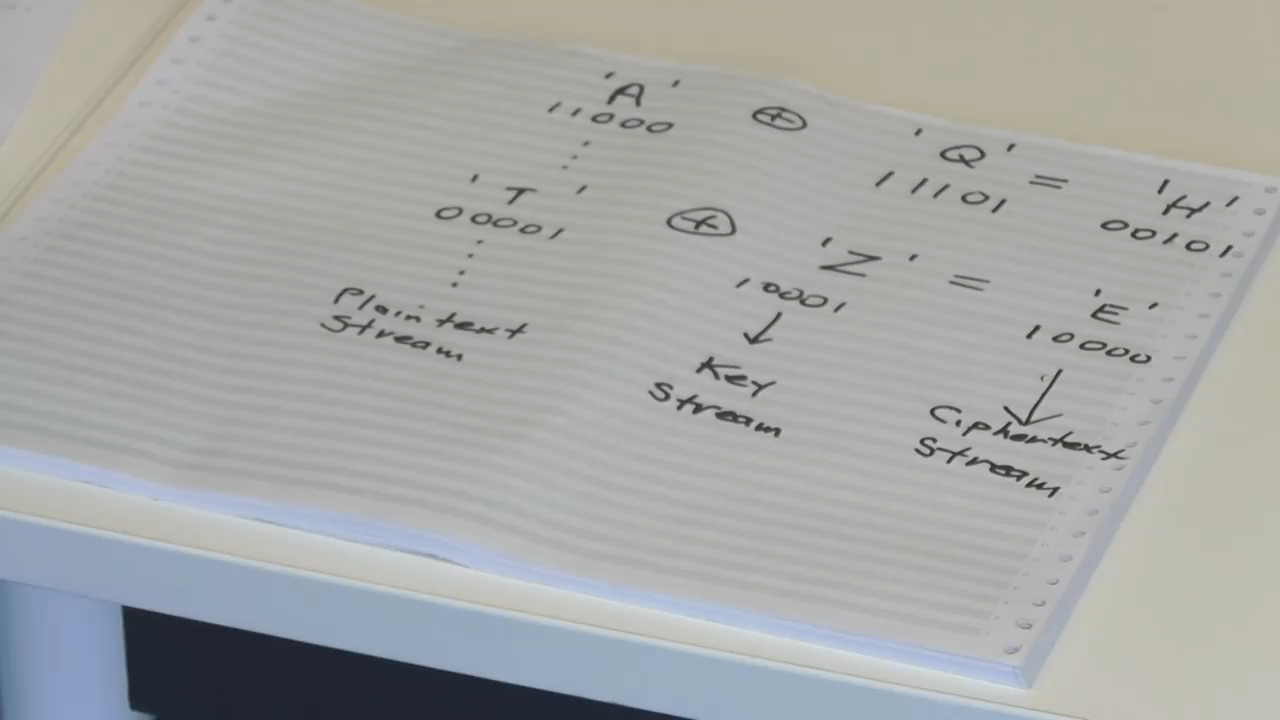 'A' ⊕ 'Q' = 'H'
11000 11101 00101
'T' ⊕ 'Z' = 'E'
00001 10001 10000
Plaintext Stream
Key Stream
Ciphertext Stream